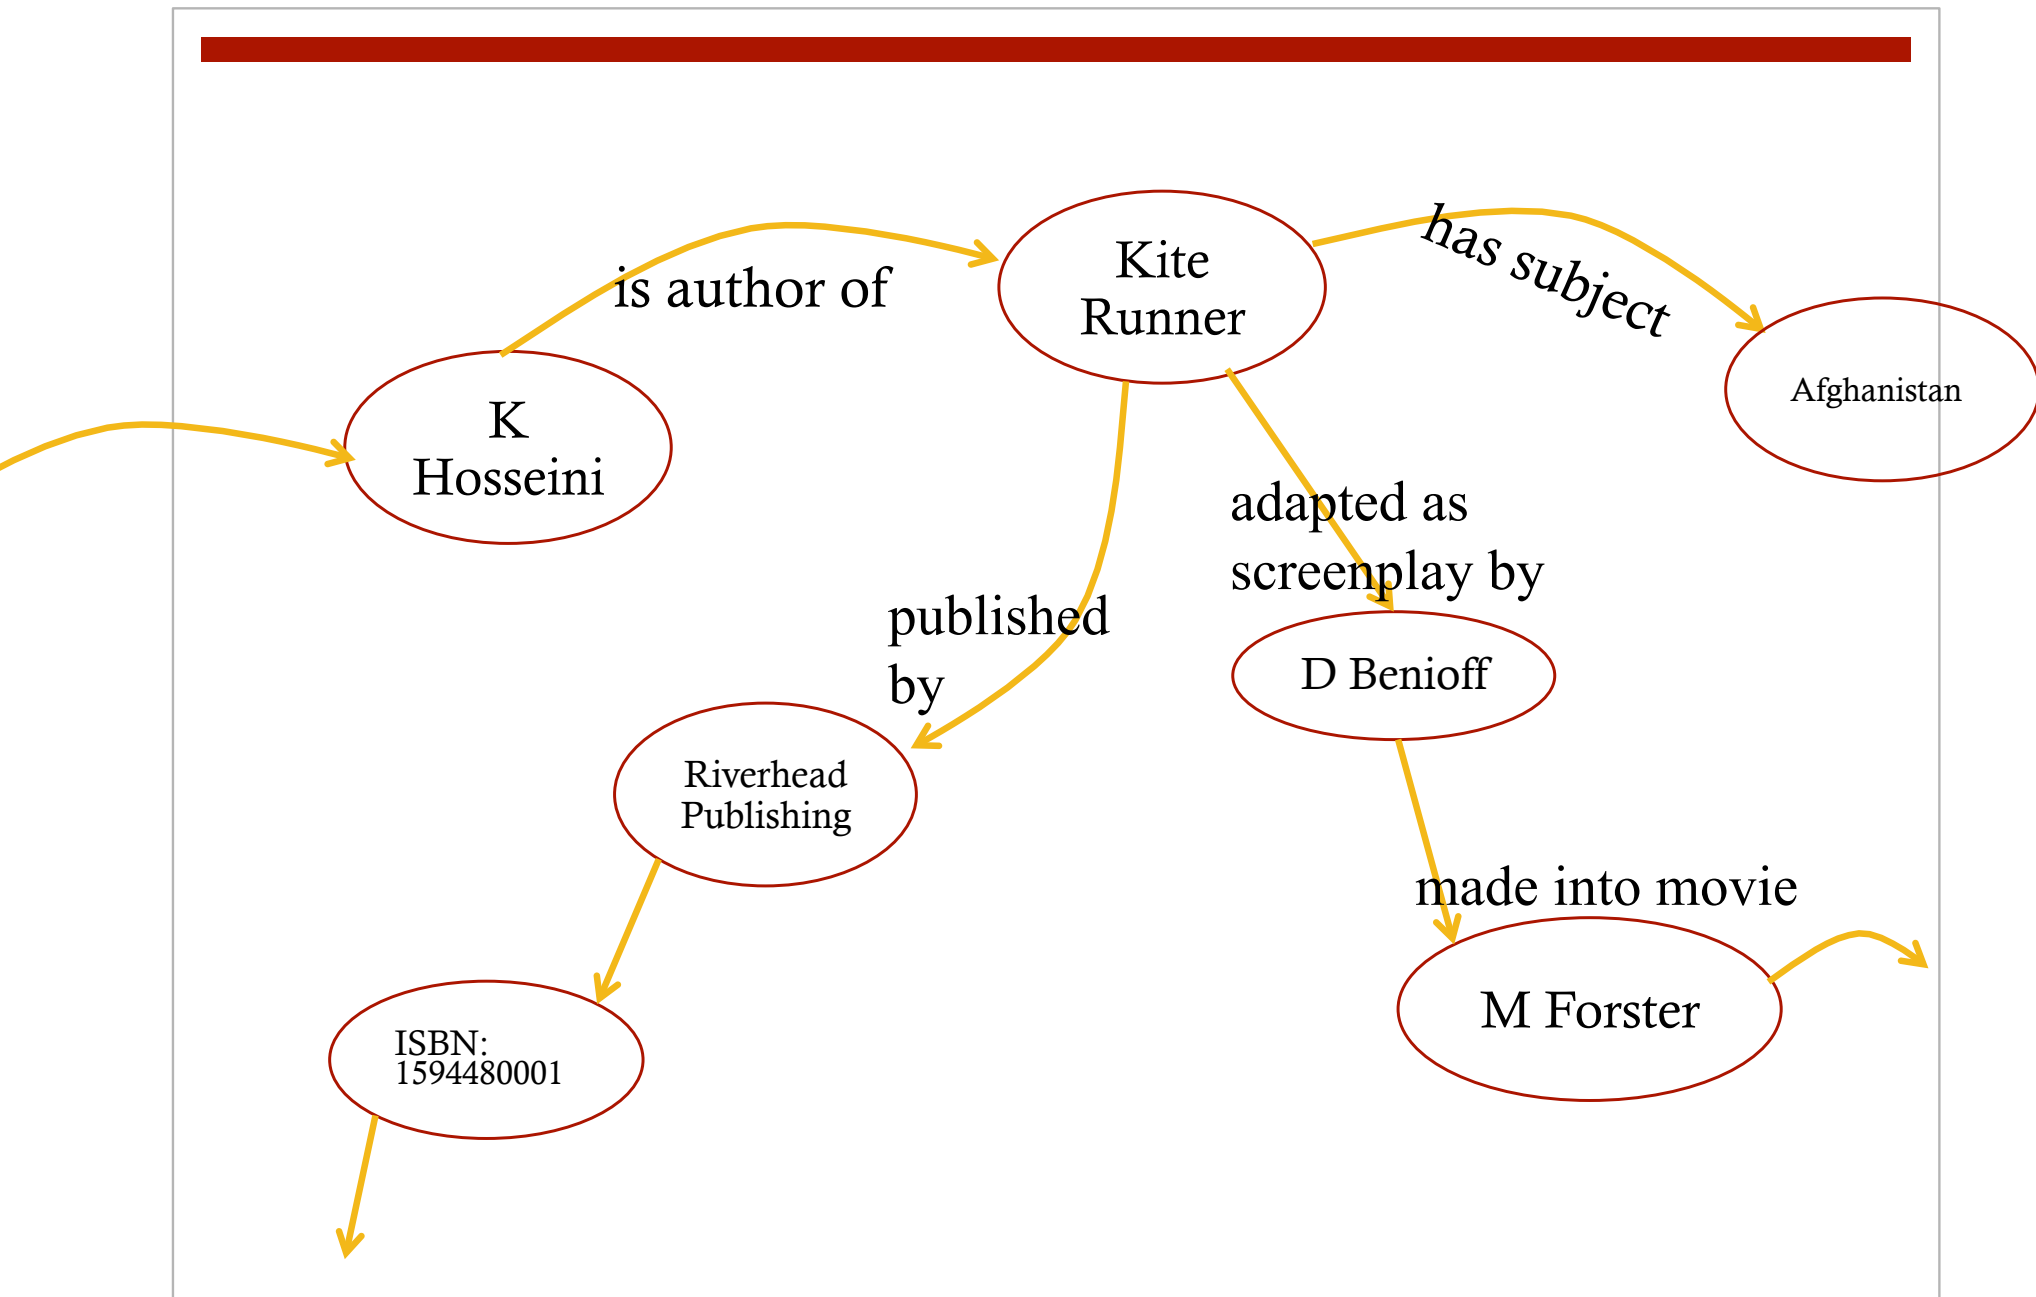 Kite
Runner
has subject
is author of
Afghanistan
K
Hosseini
adapted as
screenplay by
published
by
D Benioff
Riverhead
Publishing
made into movie
M Forster
ISBN:
1594480001